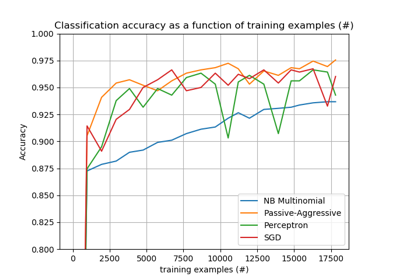 Classification accuracy as a function of training examples (#)
1.000
0.975
0.950
0.925
0.900
0.875
0.850
0.825
0.800
Accuracy
NB Multinomial
Passive-Aggressive
Perceptron
SGD
0 2500 5000 7500 10000 12500 15000 17500
training examples (#)